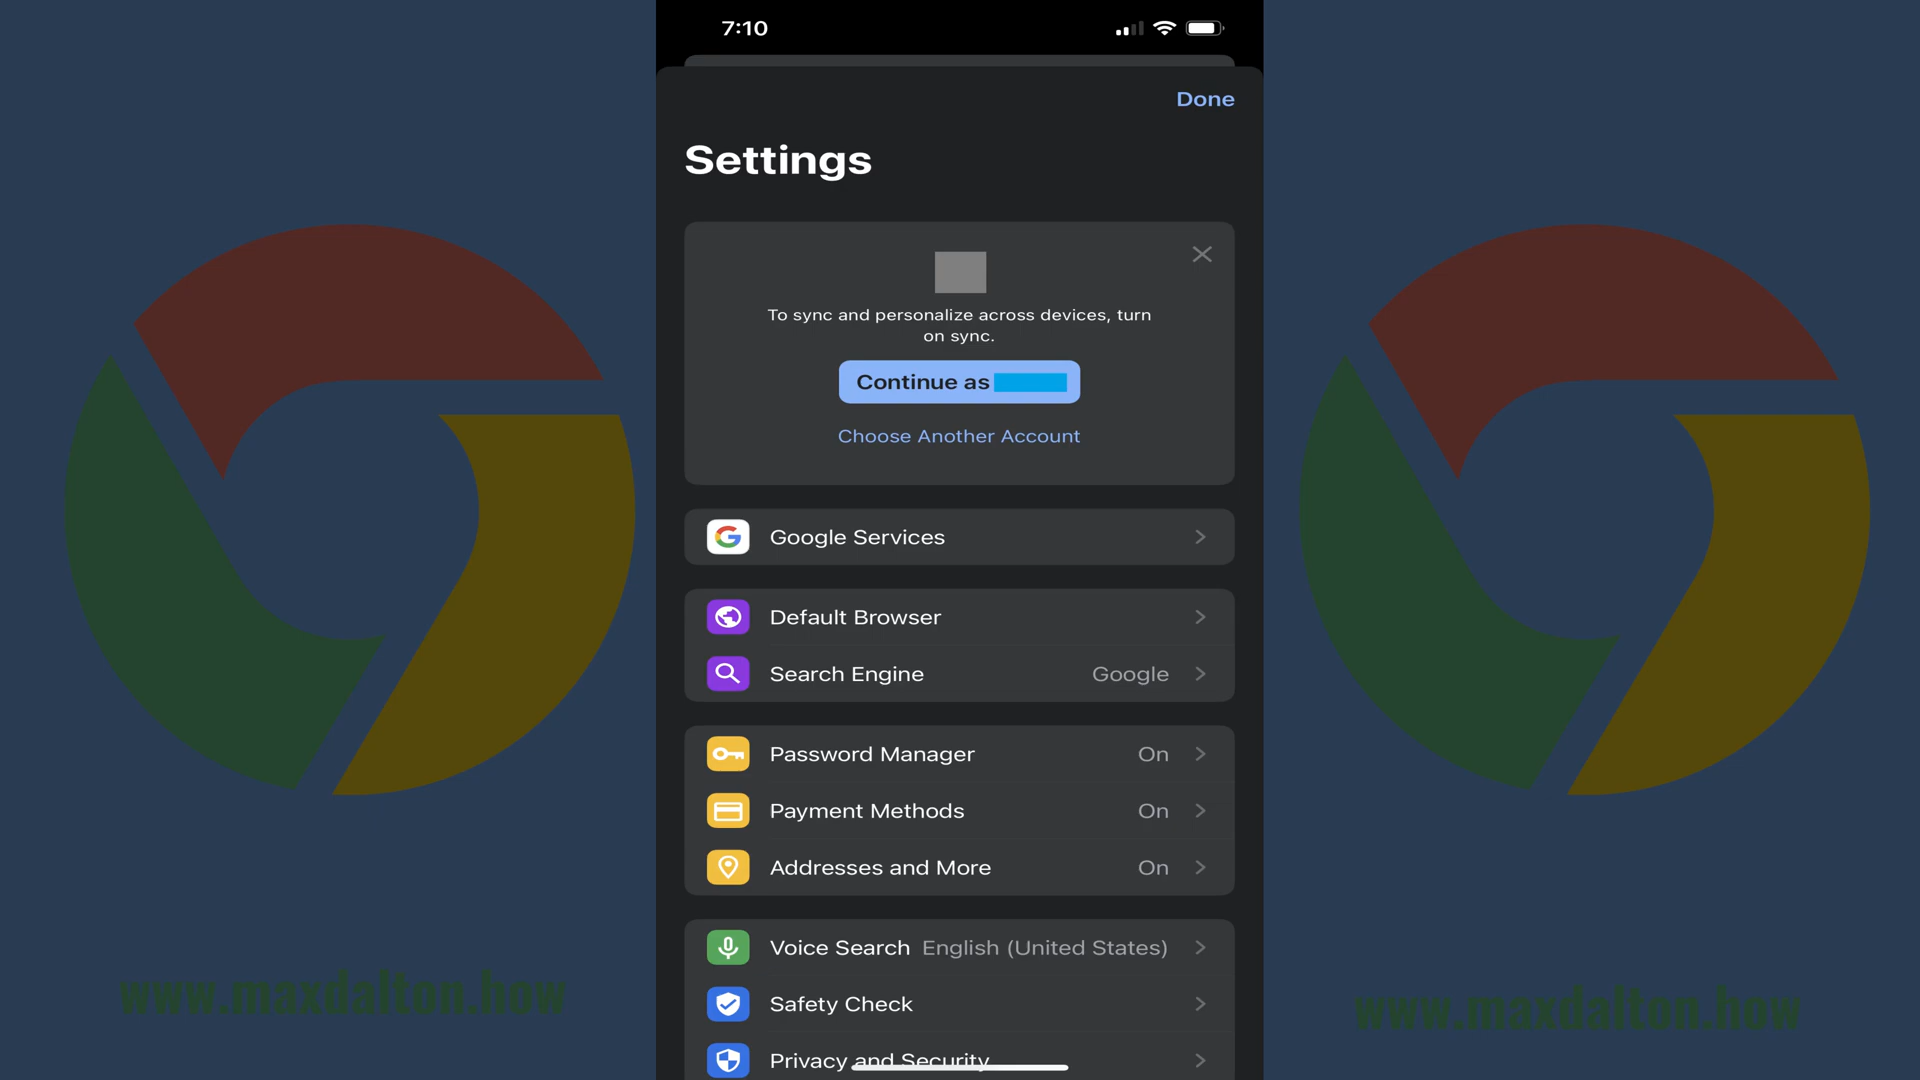 7:10
Done
Settings
To sync and personalize across devices, turn
on sync.
Continue as
Choose Another Account
Google Services
Default Browser
Search Engine Google
Password Manager On
Payment Methods On
Addresses and More On
Voice Search English (United States)
Safety Check
Privacy and Security
www.maxdalton.how
www.maxdalton.how